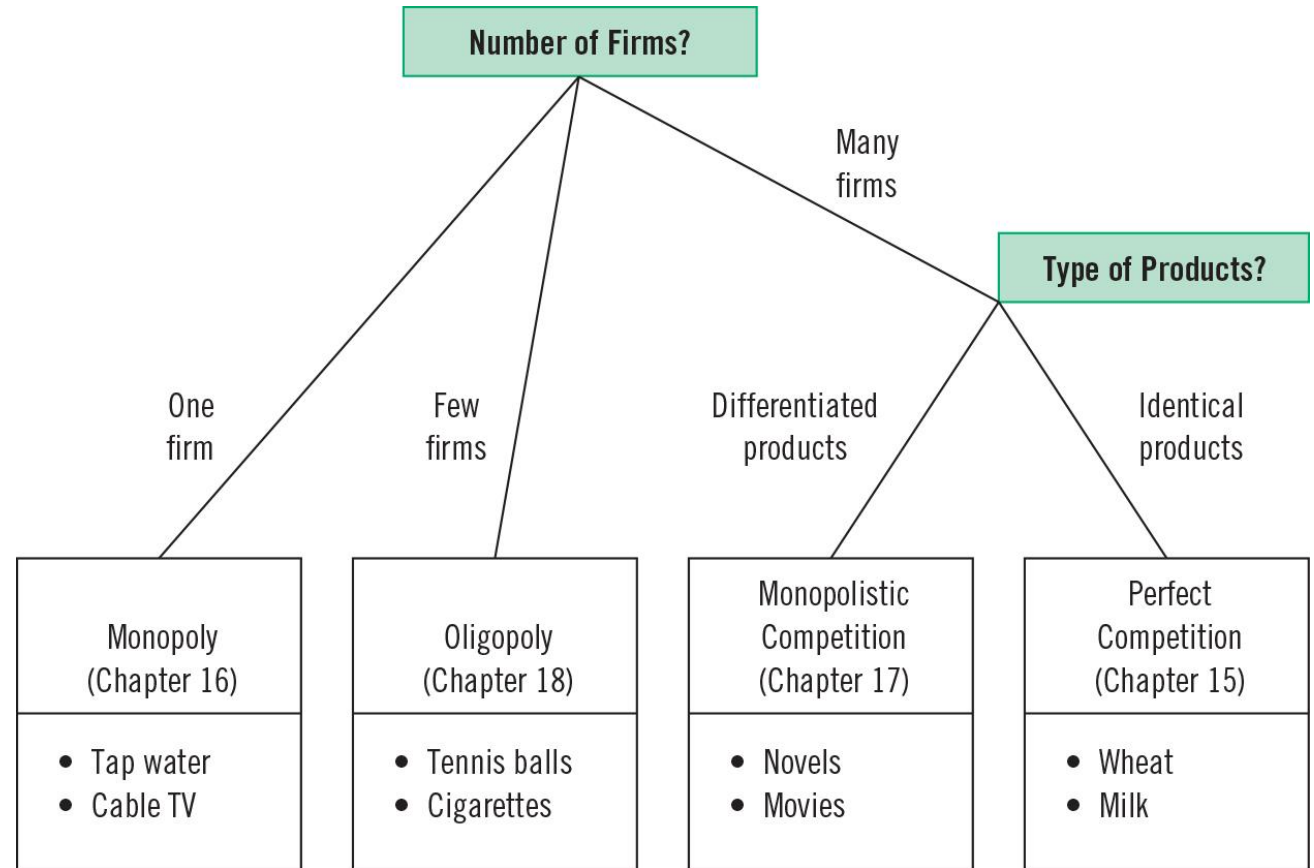 Number of Firms?
Many
firms
Type of Products?
One
firm
Few
firms
Differentiated
products
Identical
products
Monopoly
(Chapter 16)
• Tap water
• Cable TV
Oligopoly
(Chapter 18)
• Tennis balls
• Cigarettes
Monopolistic
Competition
(Chapter 17)
• Novels
• Movies
Perfect
Competition
(Chapter 15)
• Wheat
• Milk